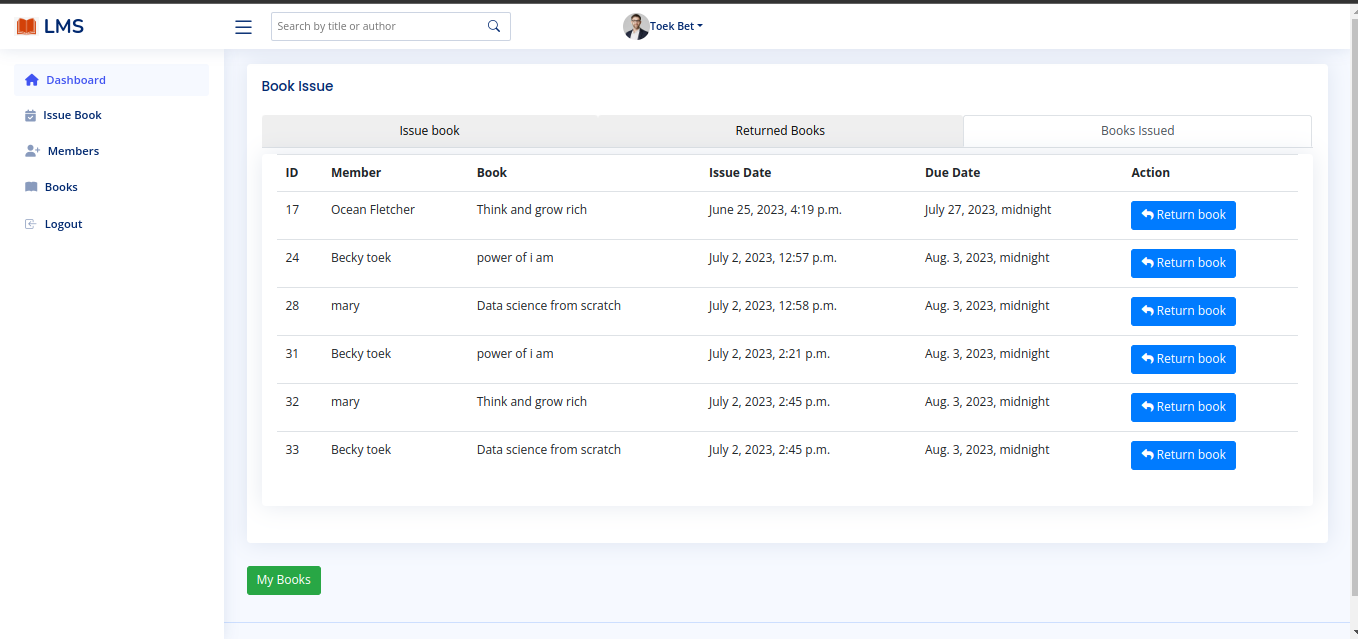 LMS
Search by title or author
Toek Bet
Dashboard
Issue Book
Members
Books
Logout
Book Issue
Issue book Returned Books Books Issued
ID Member Book Issue Date Due Date Action
17 Ocean Fletcher Think and grow rich June 25, 2023, 4:19 p.m. July 27, 2023, midnight Return book
24 Becky toek power of i am July 2, 2023, 12:57 p.m. Aug. 3, 2023, midnight Return book
28 mary Data science from scratch July 2, 2023, 12:58 p.m. Aug. 3, 2023, midnight Return book
31 Becky toek power of i am July 2, 2023, 2:21 p.m. Aug. 3, 2023, midnight Return book
32 mary Think and grow rich July 2, 2023, 2:45 p.m. Aug. 3, 2023, midnight Return book
33 Becky toek Data science from scratch July 2, 2023, 2:45 p.m. Aug. 3, 2023, midnight Return book
My Books